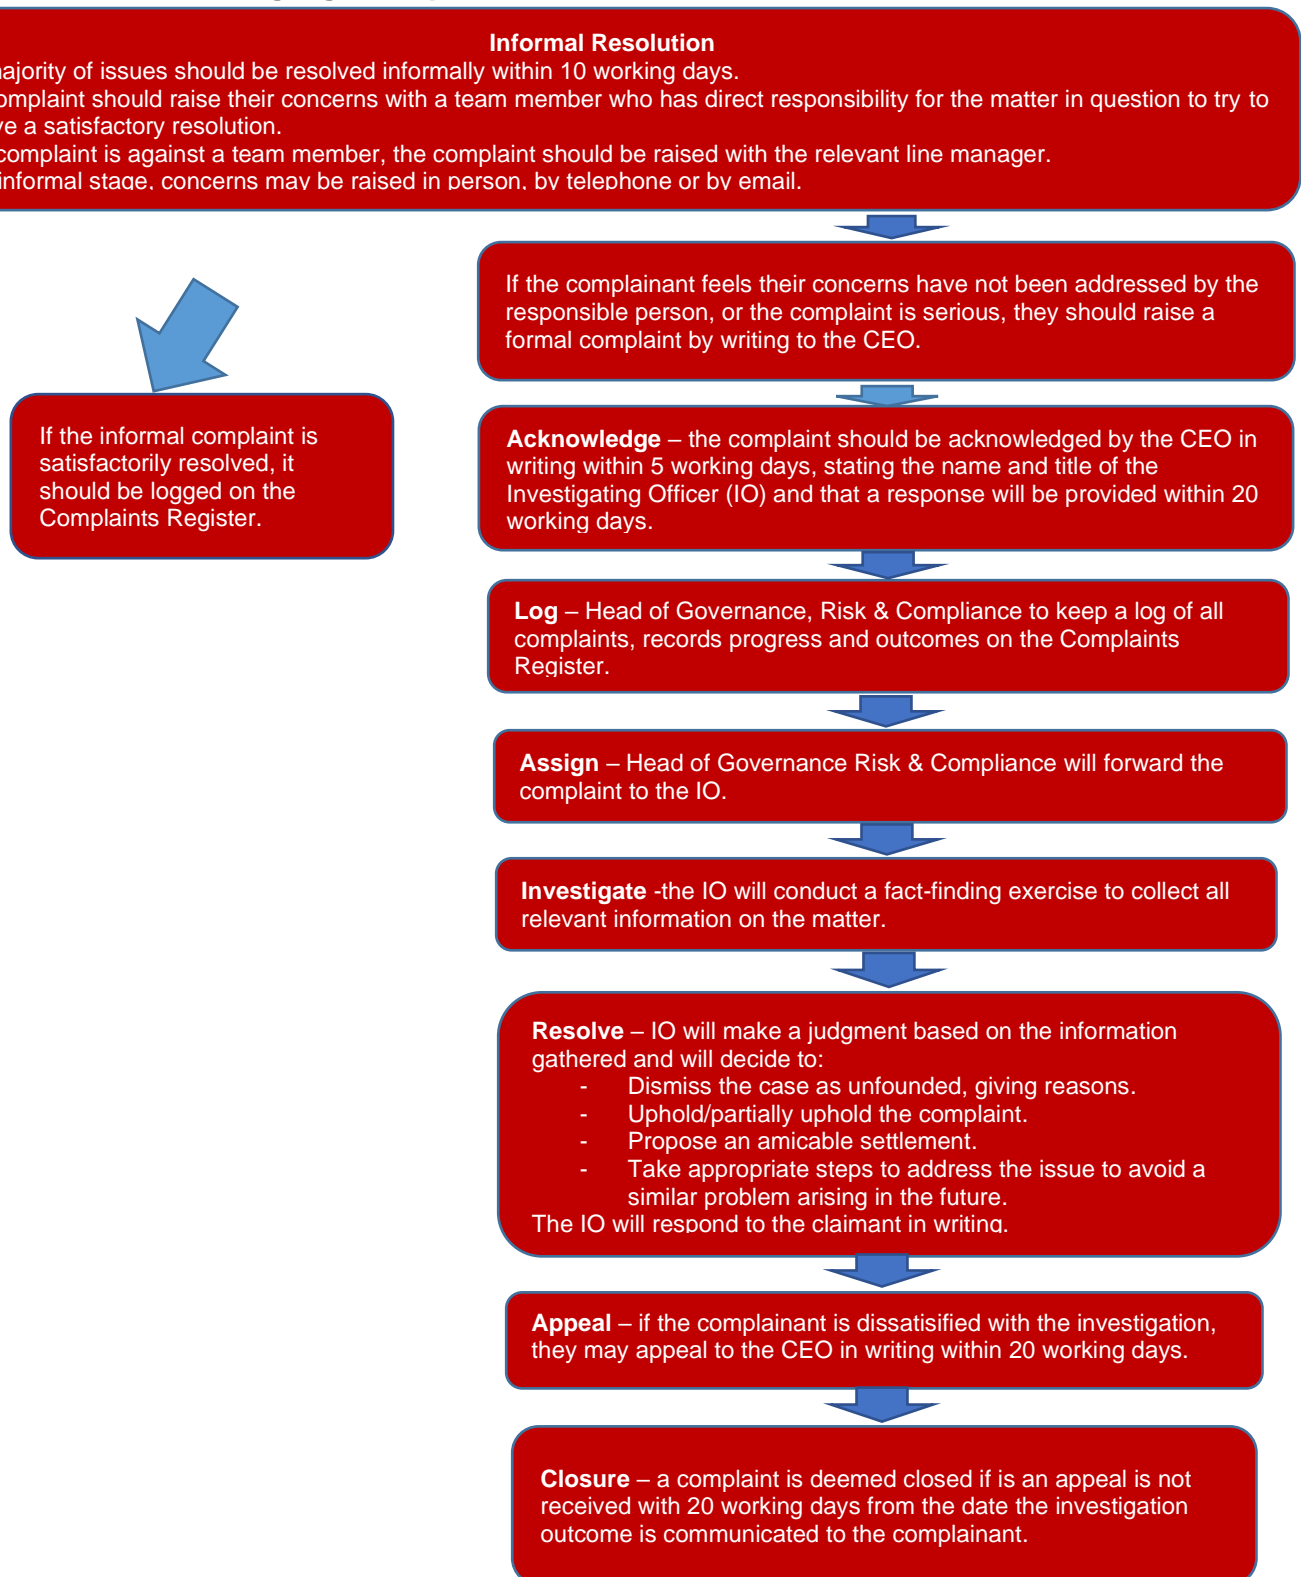 Informal Resolution
majority of issues should be resolved informally within 10 working days.
complaint should raise their concerns with a team member who has direct responsibility for the matter in question to try to
a satisfactory resolution.
complaint is against a team member, the complaint should be raised with the relevant line manager.
informal stage, concerns may be raised in person, by telephone or by email.
If the complainant feels their concerns have not been addressed by the
responsible person, or the complaint is serious, they should raise a
formal complaint by writing to the CEO.
If the informal complaint is
satisfactorily resolved, it
should be logged on the
Complaints Register.
Acknowledge – the complaint should be acknowledged by the CEO in
writing within 5 working days, stating the name and title of the
Investigating Officer (IO) and that a response will be provided within 20
working days.
Log – Head of Governance, Risk & Compliance to keep a log of all
complaints, records progress and outcomes on the Complaints
Register.
Assign – Head of Governance Risk & Compliance will forward the
complaint to the IO.
Investigate -the IO will conduct a fact-finding exercise to collect all
relevant information on the matter.
Resolve – IO will make a judgment based on the information
gathered and will decide to:
- Dismiss the case as unfounded, giving reasons.
- Uphold/partially uphold the complaint.
- Propose an amicable settlement.
- Take appropriate steps to address the issue to avoid a
similar problem arising in the future.
The IO will respond to the claimant in writing.
Appeal – if the complainant is dissatisified with the investigation,
they may appeal to the CEO in writing within 20 working days.
Closure – a complaint is deemed closed if is an appeal is not
received with 20 working days from the date the investigation
outcome is communicated to the complainant.